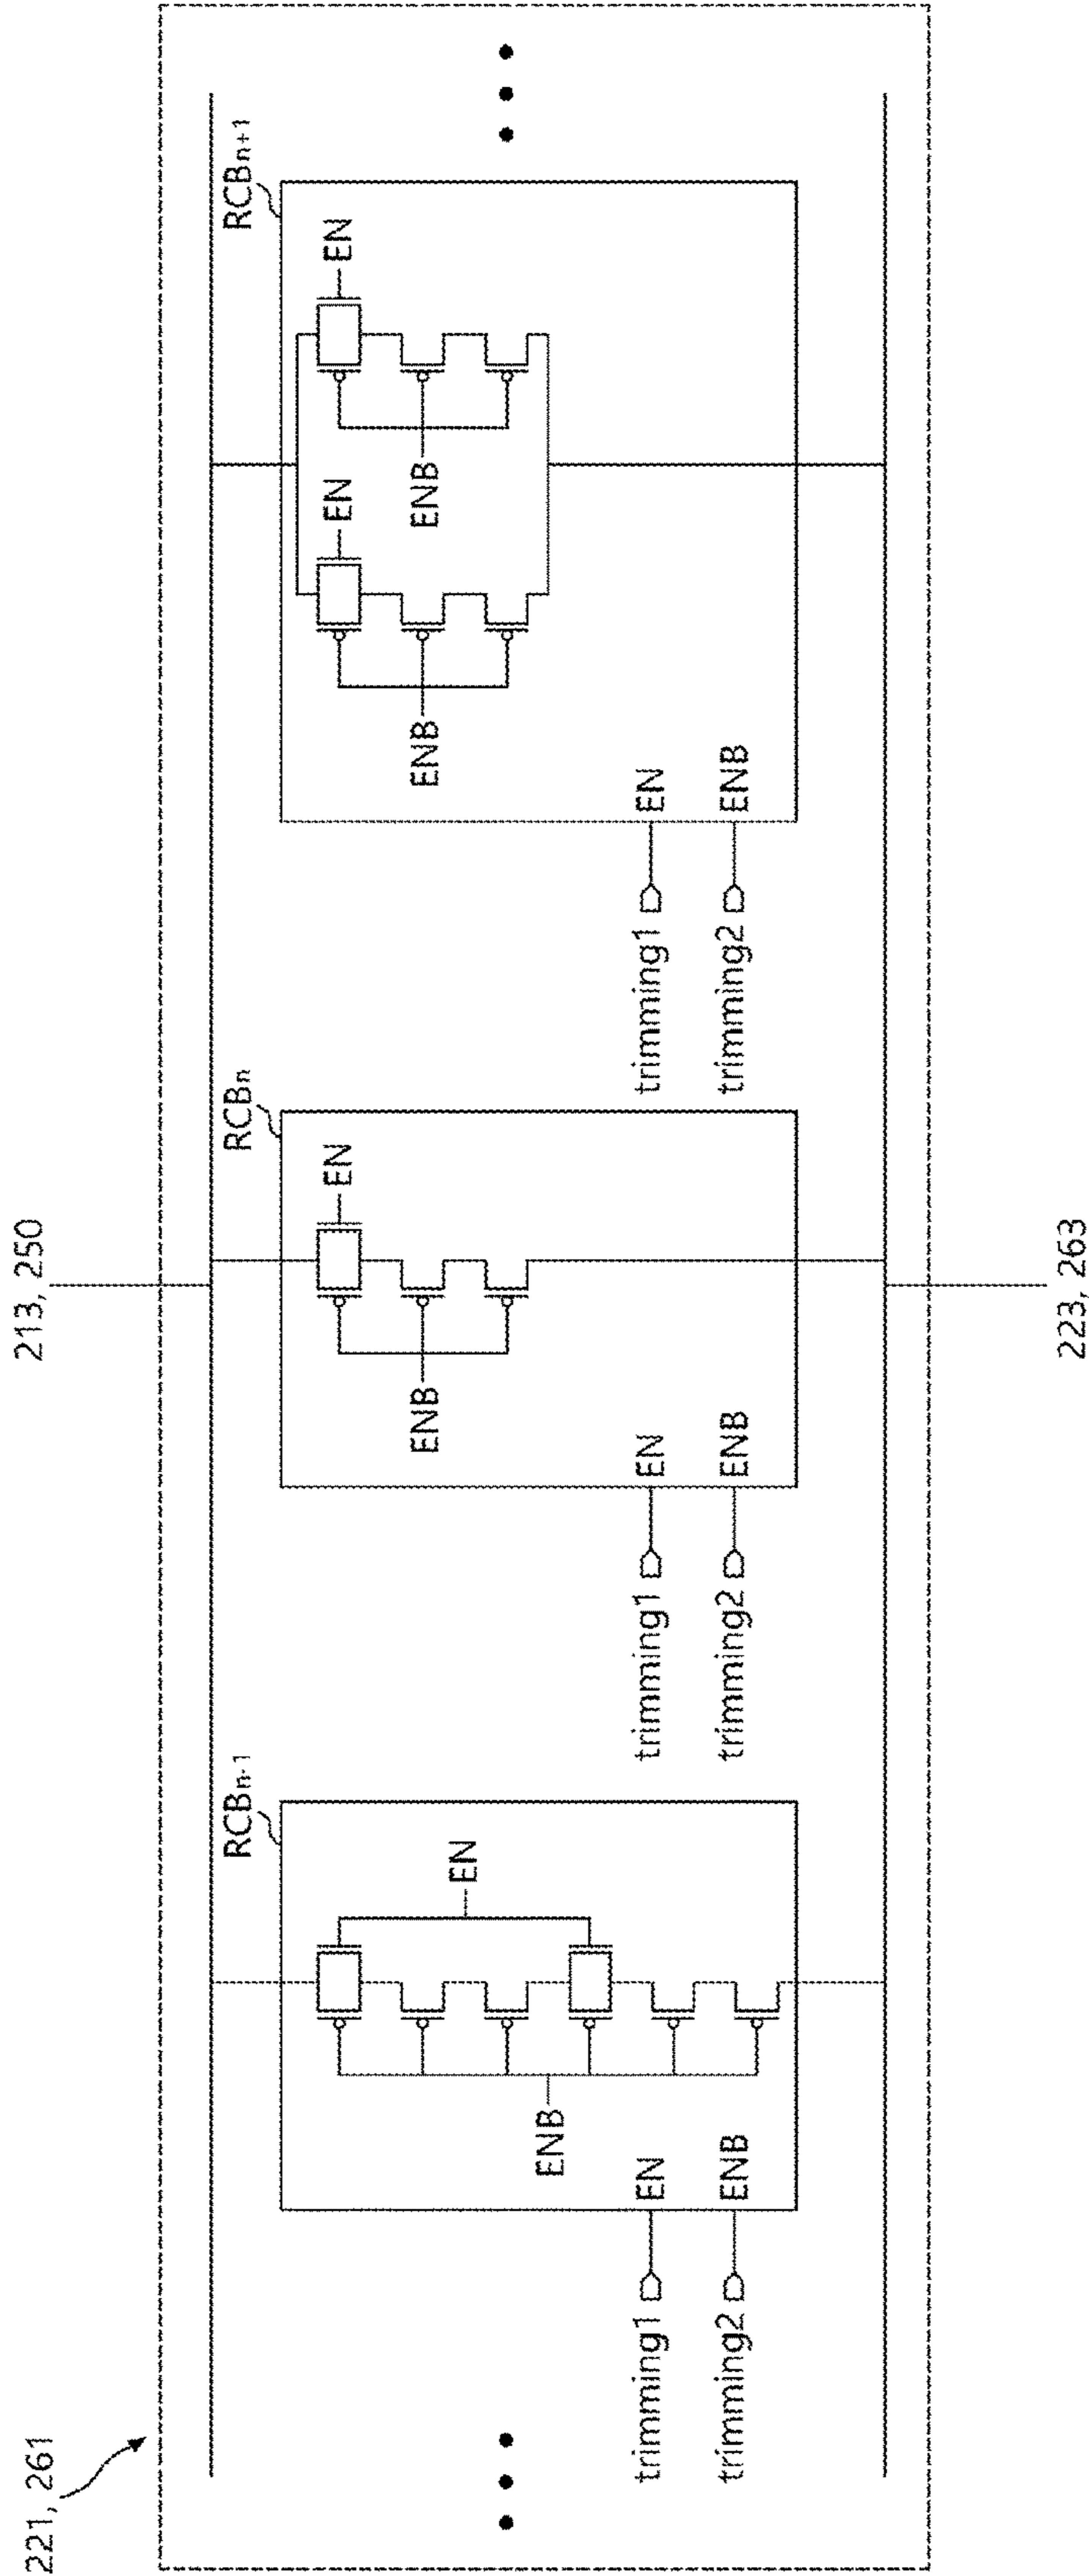 221, 261
213, 250
RCBn-1
EN
ENB
trimming1 EN
trimming2 ENB
RCBn
EN
ENB
trimming1 EN
trimming2 ENB
RCBn+1
EN
EN
ENB
ENB
trimming1 EN
trimming2 ENB
223, 263